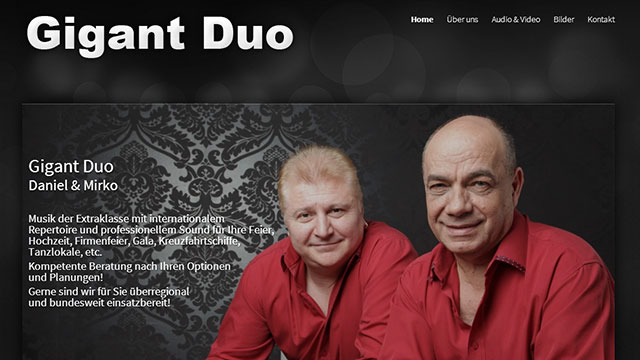 Gigant Duo
Home Über uns Audio & Video Bilder Kontakt
Gigant Duo
Daniel & Mirko
Musik der Extraklasse mit internationalem
Repertoire und professionellem Sound für Ihre Feier,
Hochzeit, Firmenfeier, Gala, Kreuzfahrtschiffe,
Tanzlokale, etc.
Kompetente Beratung nach Ihren Optionen
und Planungen!
Gerne sind wir für Sie überregional
und bundesweit einsatzbereit!